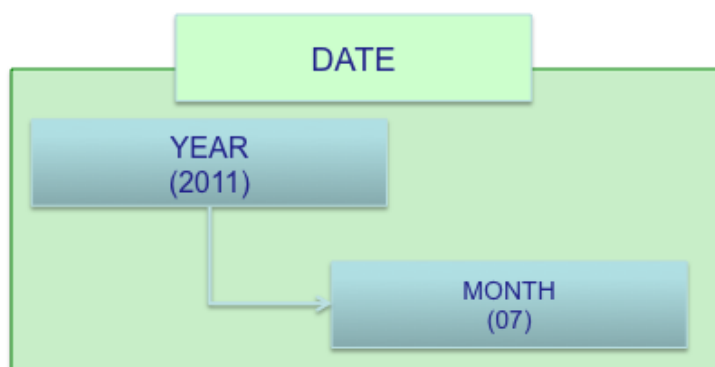 DATE
YEAR
(2011)
MONTH
(07)